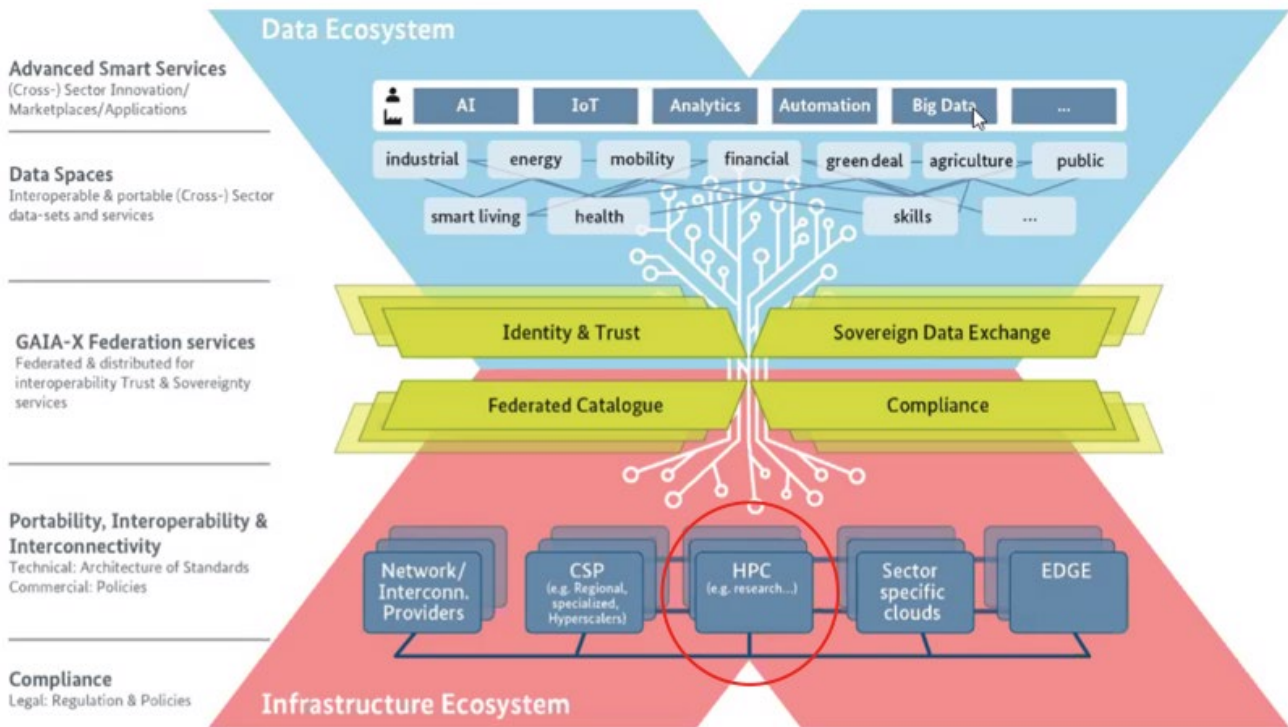 Data Ecosystem
Advanced Smart Services
(Cross-) Sector Innovation/
Marketplaces/Applications
AI
IoT
Analytics
Automation
Big Data
...
Data Spaces
Interoperable & portable (Cross-) Sector
data-sets and services
industrial
energy
mobility
financial
green deal
agriculture
public
smart living
health
skills
...
GAIA-X Federation services
Federated & distributed for
interoperability Trust & Sovereignty
services
Identity & Trust
Sovereign Data Exchange
Federated Catalogue
Compliance
Portability, Interoperability &
Interconnectivity
Technical: Architecture of Standards
Commercial: Policies
Network/
Interconn.
Providers
CSP
(e.g. Regional,
specialized,
Hyperscalers)
HPC
(e.g. research...)
Sector
specific
clouds
EDGE
Compliance
Legal: Regulation & Policies
Infrastructure Ecosystem